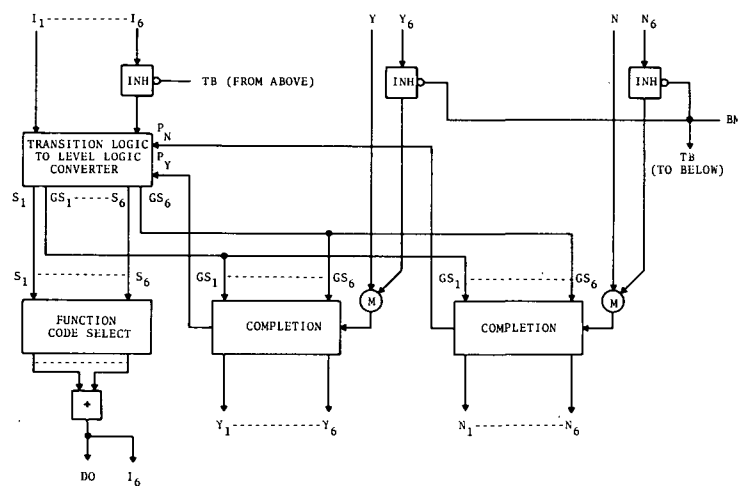 I1 I6 Y Y6 N N6
INH TB (FROM ABOVE) INH INH
BM
TB
(TO BELOW)
PN
TRANSITION LOGIC
TO LEVEL LOGIC
CONVERTER
PY
S1 GS1 S6 GS6
S1 S6 GS1 GS6 GS1 GS6
M M
FUNCTION
CODE SELECT
COMPLETION COMPLETION
+
Y1 Y6 N1 N6
DO I6